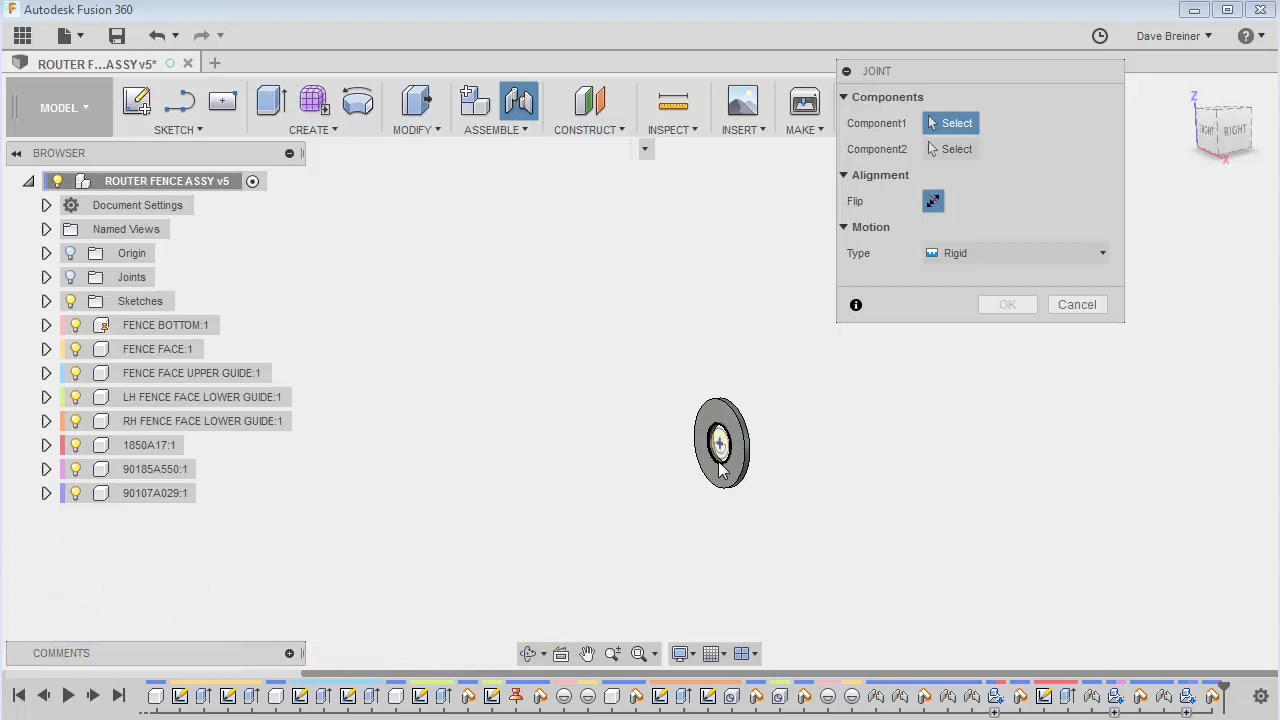 Autodesk Fusion 360
Dave Breiner
ROUTER F...ASSY v5*
MODEL
SKETCH
CREATE
MODIFY
ASSEMBLE
CONSTRUCT
INSPECT
INSERT
MAKE
JOINT
Components
Component1 Select
Component2 Select
Alignment
Flip
Motion
Type Rigid
OK Cancel
Z
RIGHT
X
BROWSER
ROUTER FENCE ASSY v5
Document Settings
Named Views
Origin
Joints
Sketches
FENCE BOTTOM:1
FENCE FACE:1
FENCE FACE UPPER GUIDE:1
LH FENCE FACE LOWER GUIDE:1
RH FENCE FACE LOWER GUIDE:1
1850A17:1
90185A550:1
90107A029:1
COMMENTS